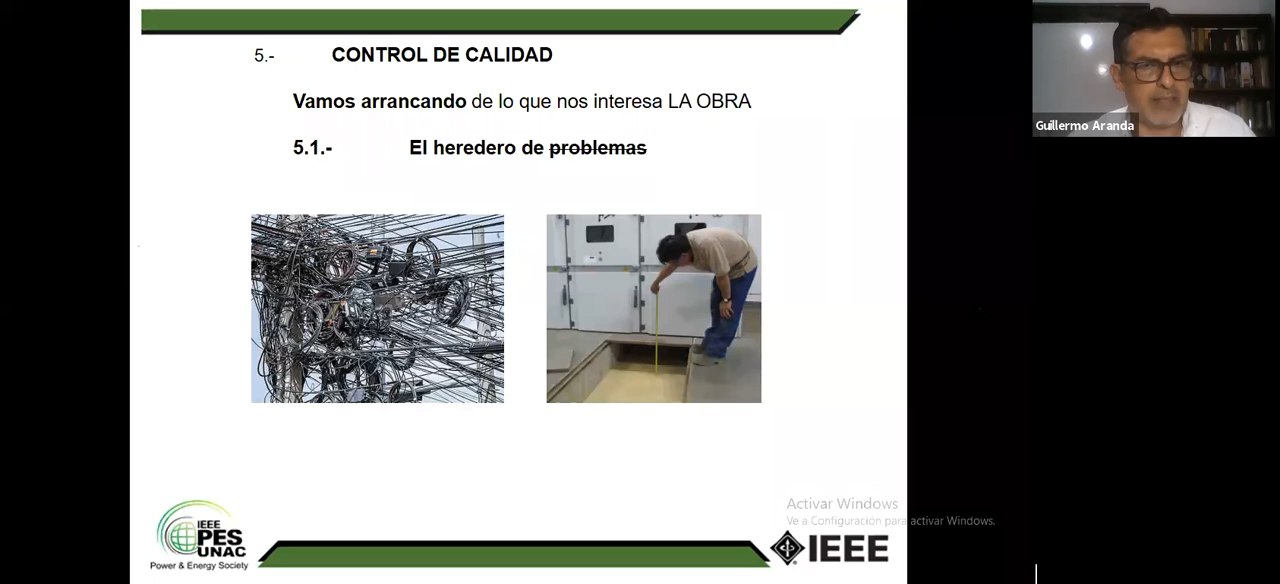 5.- CONTROL DE CALIDAD
Vamos arrancando de lo que nos interesa LA OBRA
5.1.- El heredero de problemas
Guillermo Aranda
IEEE
PES
UNAC
Power & Energy Society
Activar Windows
Ve a Configuración para activar Windows.
IEEE